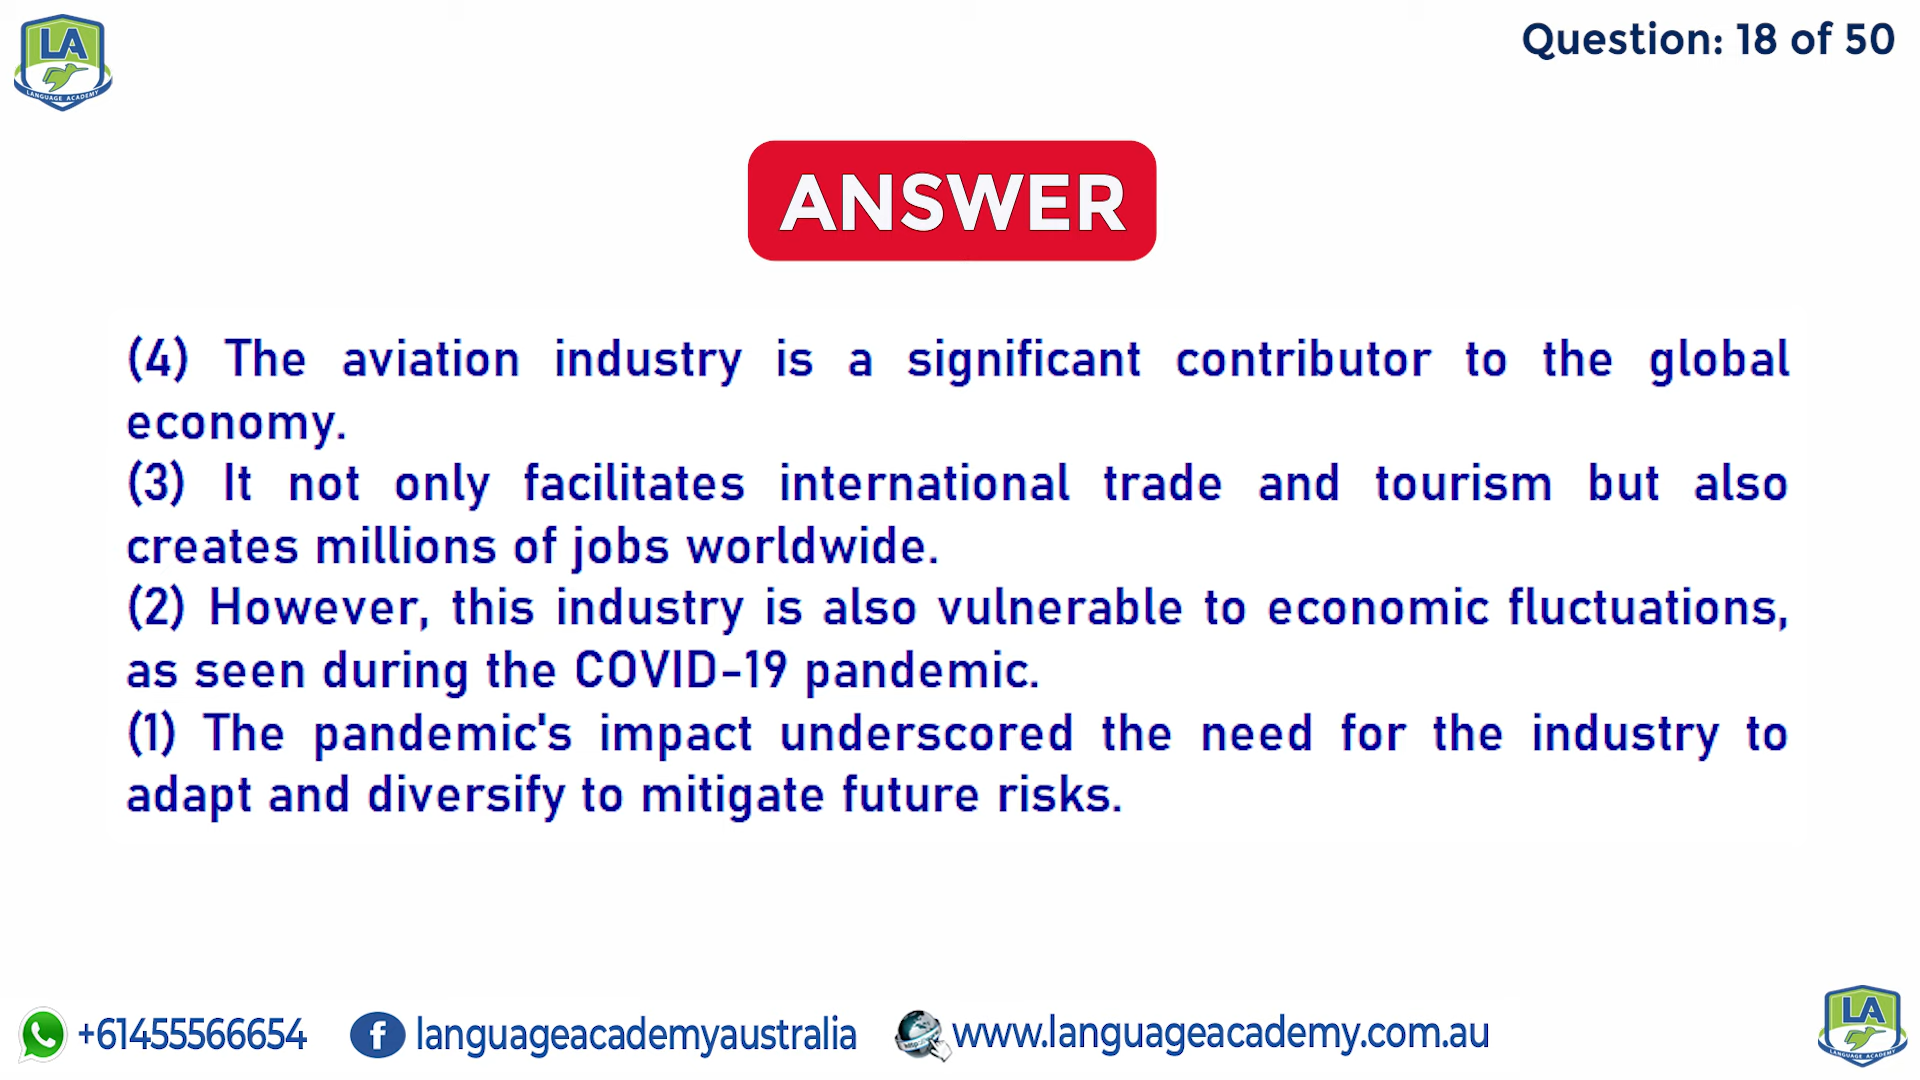 LA
LANGUAGE ACADEMY
Question: 18 of 50
ANSWER
(4) The aviation industry is a significant contributor to the global
economy.
(3) It not only facilitates international trade and tourism but also
creates millions of jobs worldwide.
(2) However, this industry is also vulnerable to economic fluctuations,
as seen during the COVID-19 pandemic.
(1) The pandemic's impact underscored the need for the industry to
adapt and diversify to mitigate future risks.
+61455566654
f
languageacademyaustralia
http://
www.languageacademy.com.au
LA
LANGUAGE ACADEMY